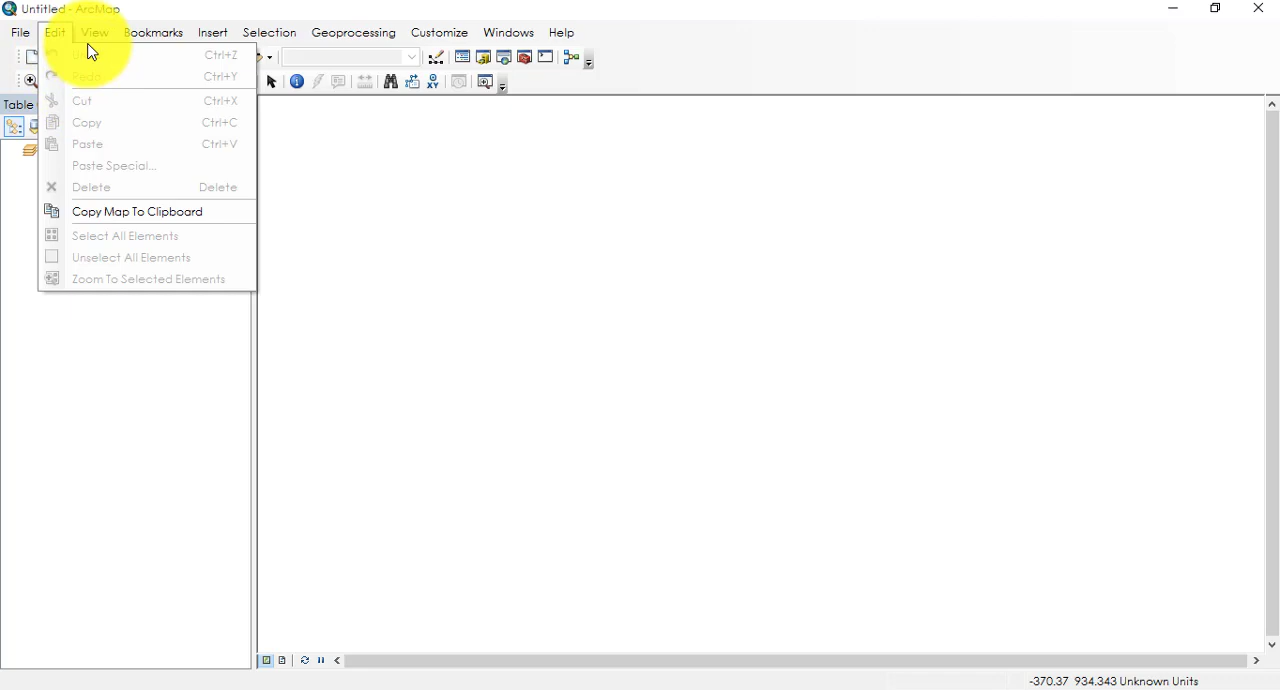 Untitled - ArcMap
File Edit View Bookmarks Insert Selection Geoprocessing Customize Windows Help
Ctrl+Z
Redo Ctrl+Y
Table
Cut Ctrl+X
Copy Ctrl+C
Paste Ctrl+V
Paste Special...
Delete Delete
Copy Map To Clipboard
Select All Elements
Unselect All Elements
Zoom To Selected Elements
-370.37 934.343 Unknown Units